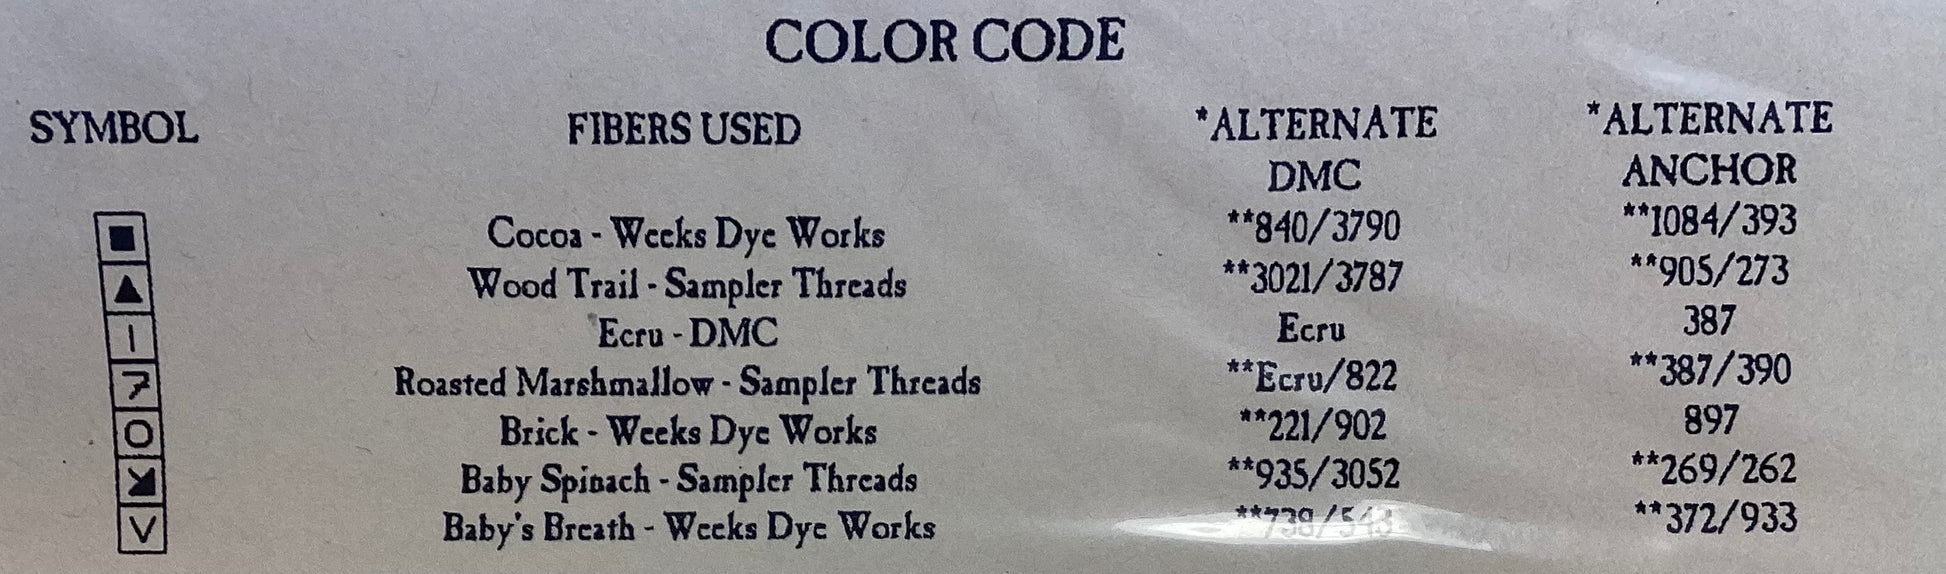 COLOR CODE
SYMBOL FIBERS USED *ALTERNATE DMC *ALTERNATE ANCHOR
Cocoa - Weeks Dye Works **840/3790 **1084/393
Wood Trail - Sampler Threads **3021/3787 **905/273
Ecru - DMC Ecru 387
Roasted Marshmallow - Sampler Threads **Ecru/822 **387/390
Brick - Weeks Dye Works **221/902 897
Baby Spinach - Sampler Threads **935/3052 **269/262
Baby's Breath - Weeks Dye Works **372/933